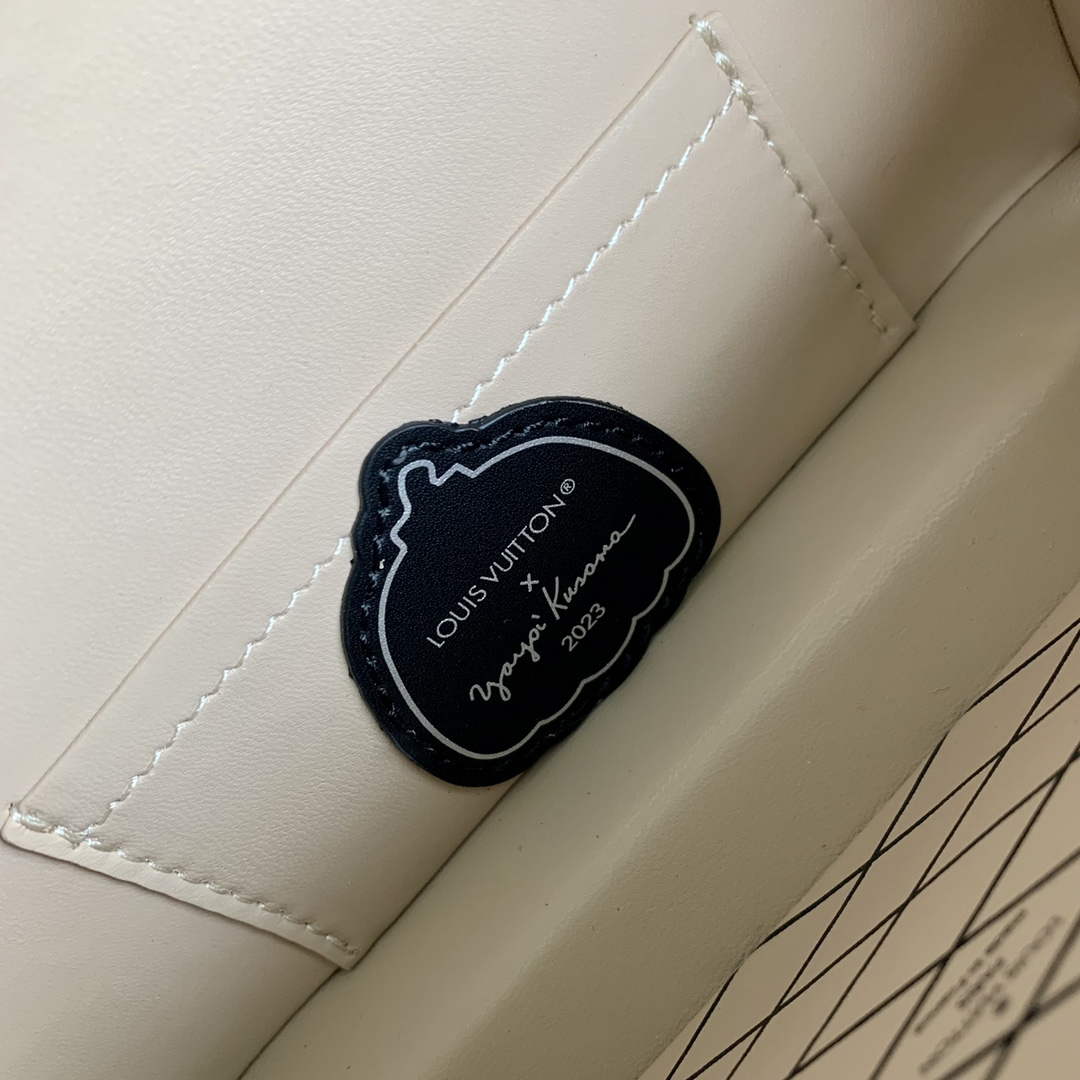 LOUIS VUITTON®
x
Yayoi Kusama
2023